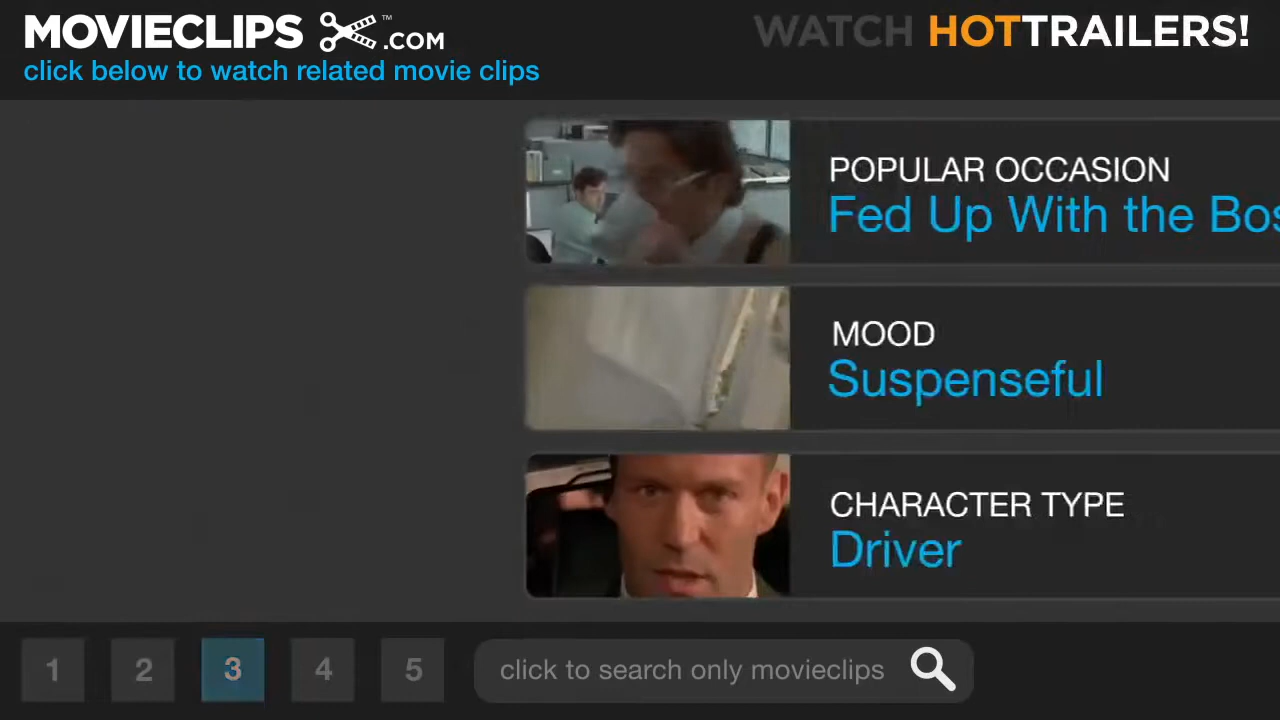 MOVIECLIPS™.COM
click below to watch related movie clips
WATCH HOTTRAILERS!
POPULAR OCCASION
Fed Up With the Bos
MOOD
Suspenseful
CHARACTER TYPE
Driver
1 2 3 4 5
click to search only movieclips